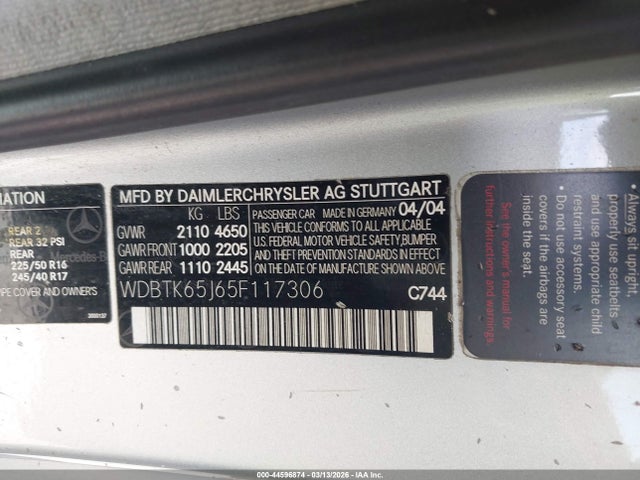 MATION
REAR 2
REAR 32 PSI
REAR
225/50 R16
245/40 R17
PE COVER AND OWNER'S
MFD BY DAIMLERCHRYSLER AG STUTTGART
KG LBS
GVWR 2110 4650
GAWR FRONT 1000 2205
GAWR REAR 1110 2445
PASSENGER CAR MADE IN GERMANY 04/04
THIS VEHICLE CONFORMS TO ALL APPLICABLE
U.S. FEDERAL MOTOR VEHICLE SAFETY, BUMPER
AND THEFT PREVENTION STANDARDS IN EFFECT
ON THE DATE OF MANUFACTURE SHOWN ABOVE
WDBTK65J65F117306
C744
• Always sit upright,
properly use seatbelts
and use appropriate child
restraint systems.
• Do not use accessory seat
covers if the airbags are
inside the seat.
See the owner's manual for
further instructions and warnings.
000-44596874 | 03/13/2026 - IAA Inc.